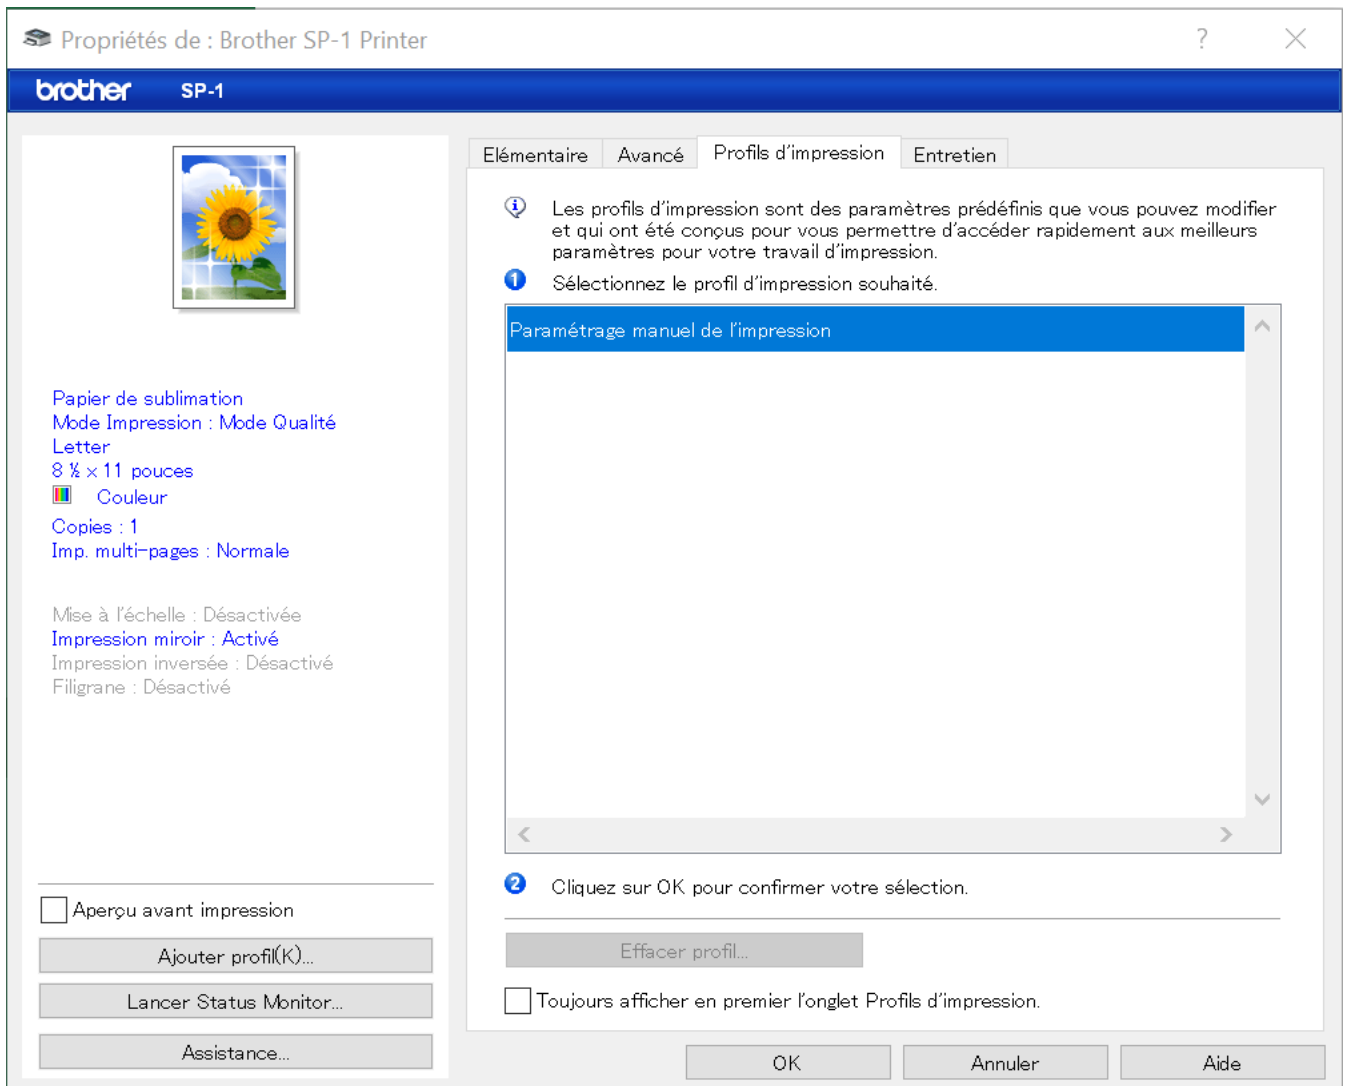 Propriétés de : Brother SP-1 Printer
?
brother SP-1
Elémentaire
Avancé
Profils d'impression
Entretien
Les profils d'impression sont des paramètres prédéfinis que vous pouvez modifier
et qui ont été conçus pour vous permettre d'accéder rapidement aux meilleurs
paramètres pour votre travail d'impression.
1 Sélectionnez le profil d'impression souhaité.
Paramétrage manuel de l'impression
Papier de sublimation
Mode Impression : Mode Qualité
Letter
8 ½ x 11 pouces
Couleur
Copies : 1
Imp. multi-pages : Normale
Mise à l'échelle : Désactivée
Impression miroir : Activé
Impression inversée : Désactivé
Filigrane : Désactivé
2 Cliquez sur OK pour confirmer votre sélection.
Aperçu avant impression
Ajouter profil(K)...
Lancer Status Monitor...
Assistance...
Effacer profil...
Toujours afficher en premier l'onglet Profils d'impression.
OK
Annuler
Aide